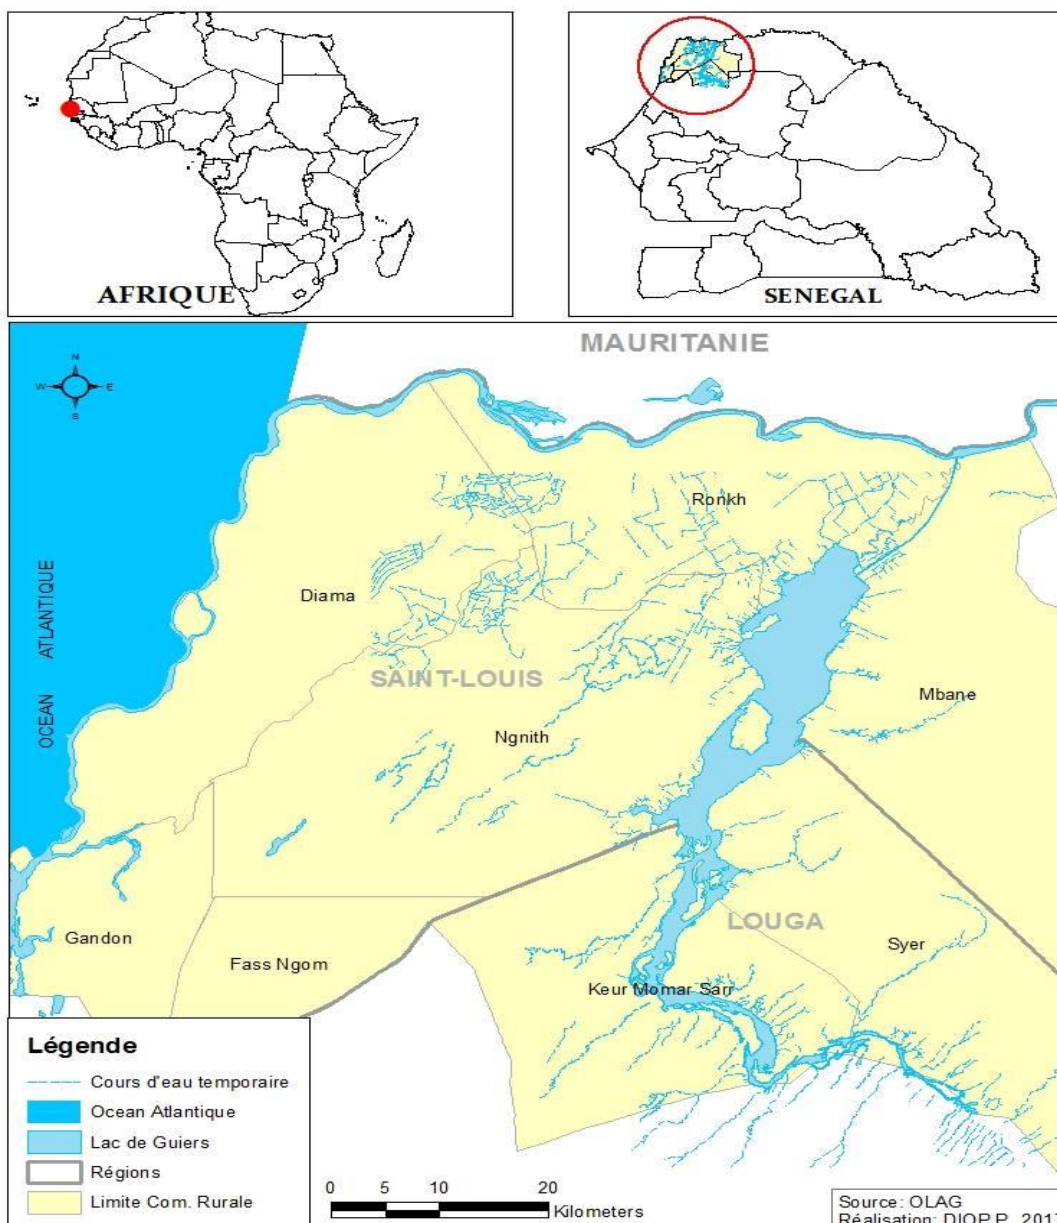 AFRIQUE
SENEGAL
MAURITANIE
N
W
E
S
OCEAN ATLANTIQUE
Ronkh
Diama
SAINT-LOUIS
Mbane
Ngnith
LOUGA
Gandon
Syer
Fass Ngom
Keur Momar Sarr
Légende
Cours d'eau temporaire
Ocean Atlantique
Lac de Guiers
Régions
Limite Com. Rurale
0 5 10 20
Kilometers
Source: OLAG
Réalisation: DIOP P., 2017